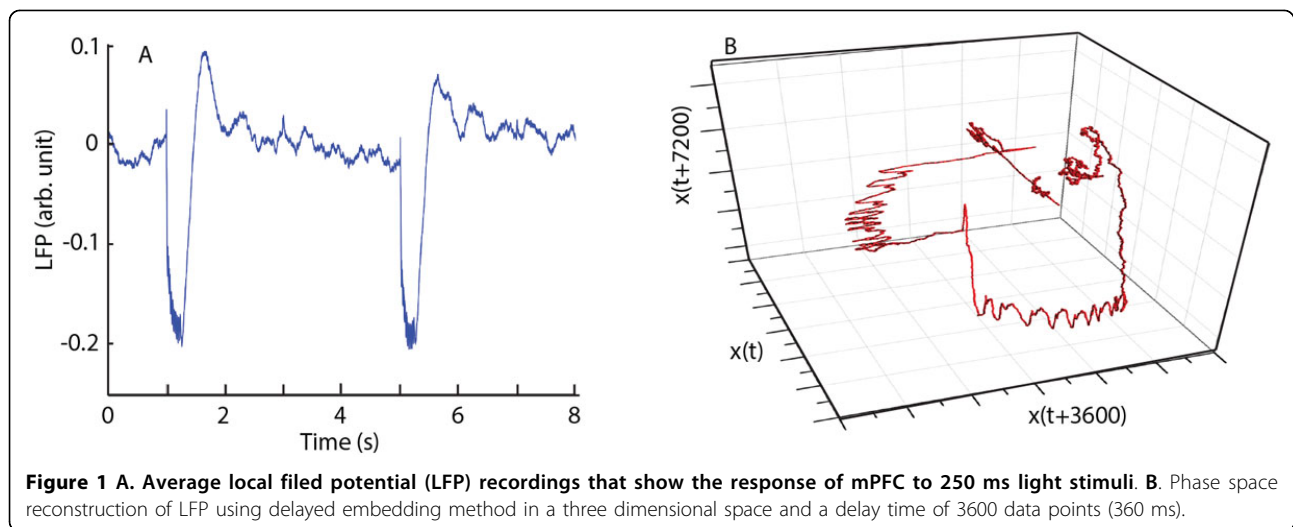 A
0.1
0
-0.1
-0.2
LFP (arb. unit)
0 2 4 6 8
Time (s)
B
x(t+7200)
x(t)
x(t+3600)
Figure 1 A. Average local filed potential (LFP) recordings that show the response of mPFC to 250 ms light stimuli. B. Phase space
reconstruction of LFP using delayed embedding method in a three dimensional space and a delay time of 3600 data points (360 ms).